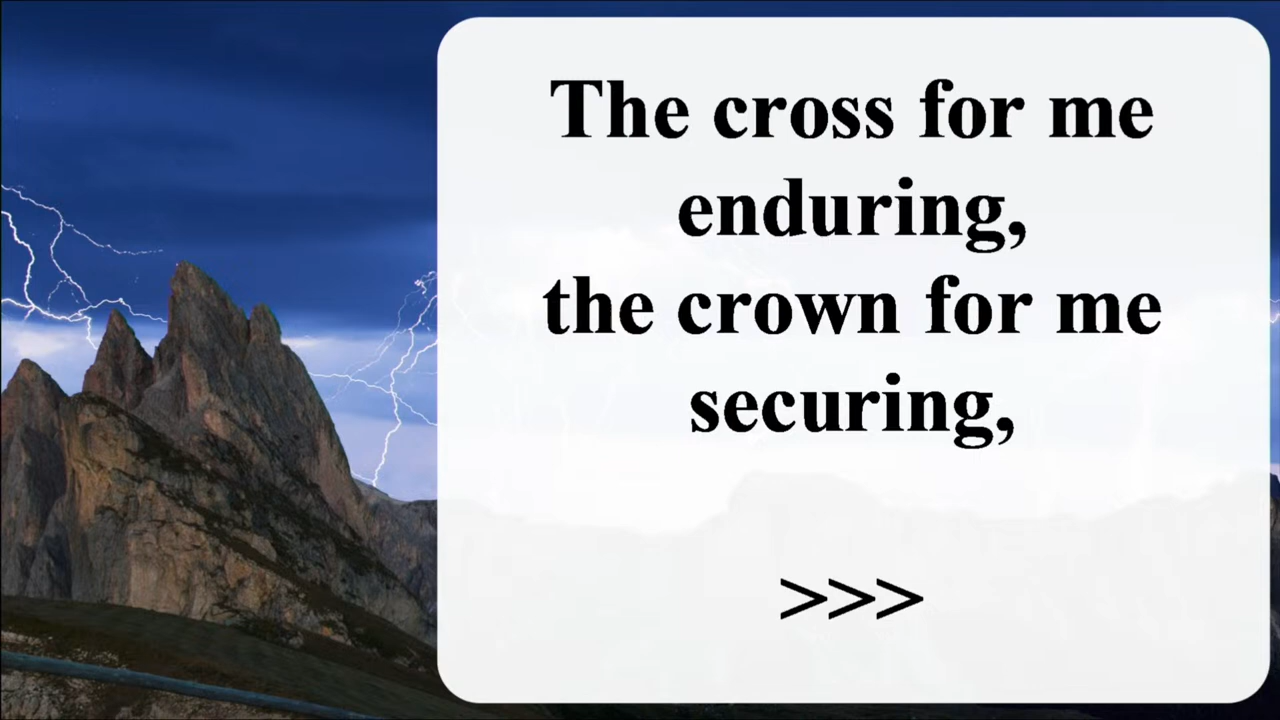 The cross for me
enduring,
the crown for me
securing,
>>>